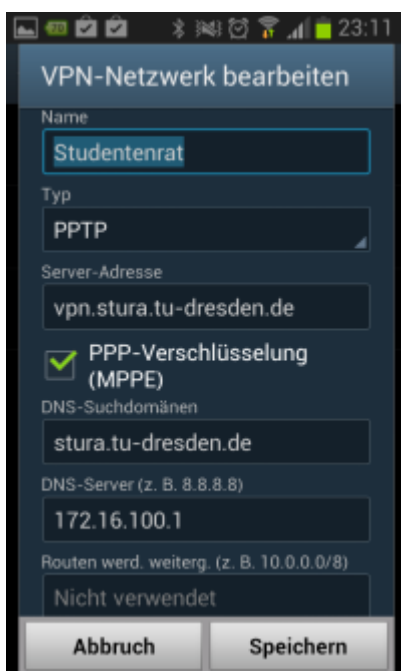 70 23:11
VPN-Netzwerk bearbeiten
Name
Studentenrat
Typ
PPTP
Server-Adresse
vpn.stura.tu-dresden.de
PPP-Verschlüsselung
(MPPE)
DNS-Suchdomänen
stura.tu-dresden.de
DNS-Server (z. B. 8.8.8.8)
172.16.100.1
Routen werd. weiterg. (z. B. 10.0.0.0/8)
Nicht verwendet
Abbruch Speichern